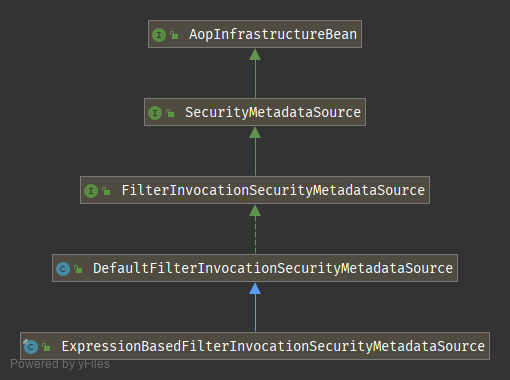 I AopInfrastructureBean
I SecurityMetadataSource
I FilterInvocationSecurityMetadataSource
C DefaultFilterInvocationSecurityMetadataSource
C ExpressionBasedFilterInvocationSecurityMetadataSource
Powered by yFiles